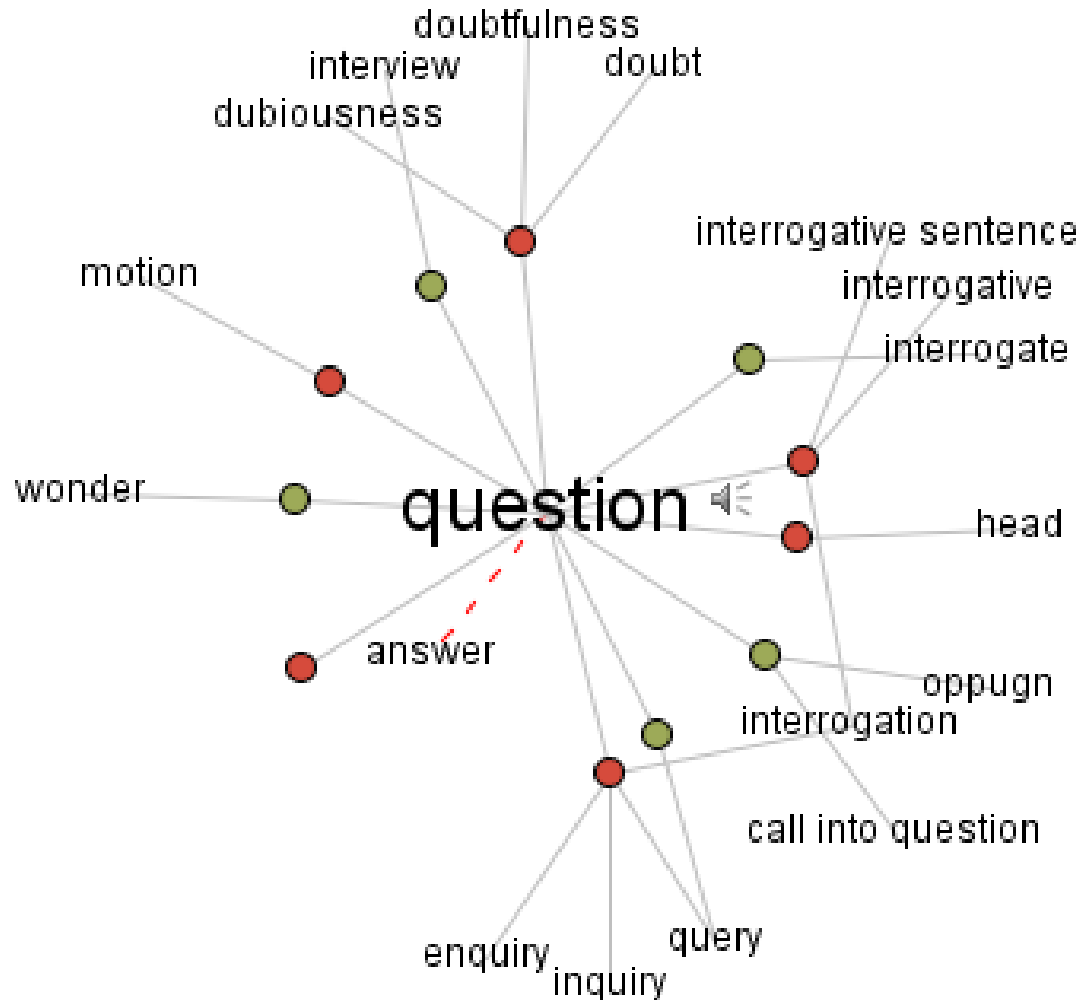 doubtfulness
interview
doubt
dubiousness
interrogative sentence
motion
interrogative
interrogate
wonder
question
head
answer
oppugn
interrogation
call into question
query
enquiry
inquiry